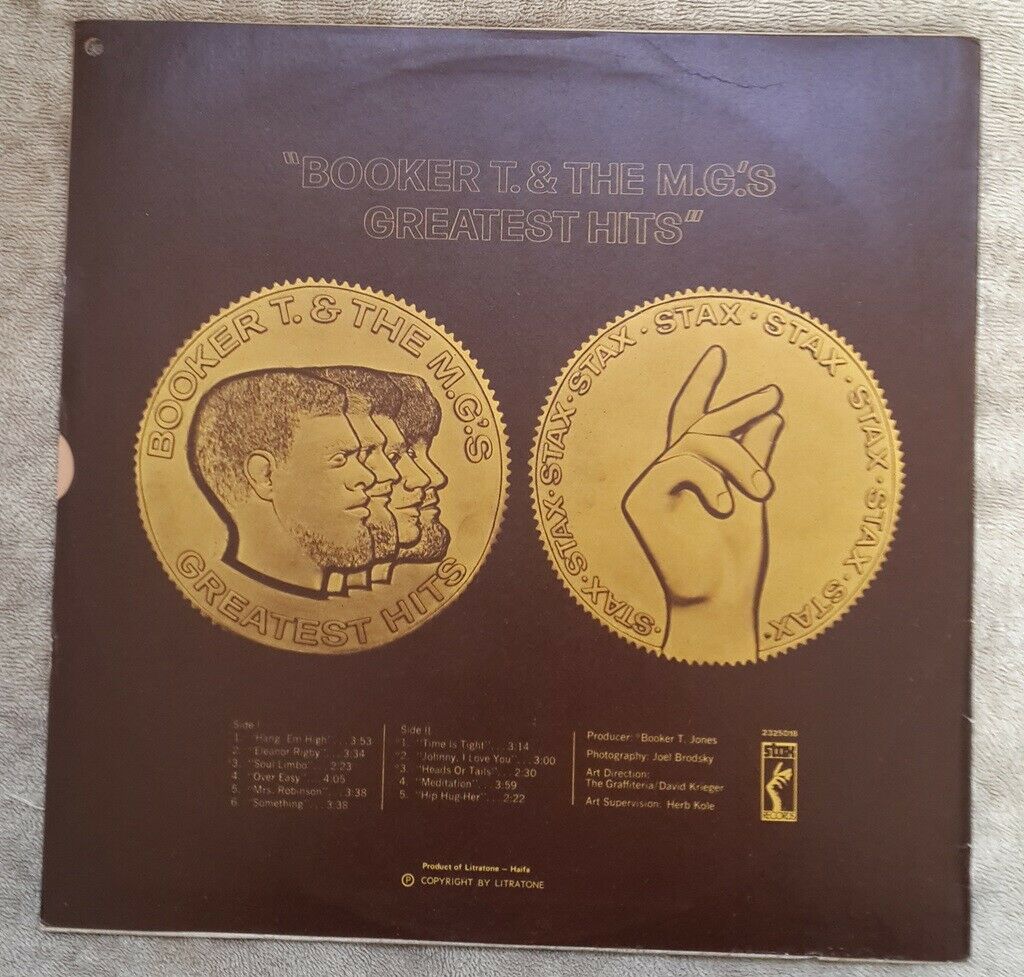 "BOOKER T. & THE M.G.'S
GREATEST HITS"
BOOKER T. & THE M.G.'S
GREATEST HITS
STAX · STAX · STAX · STAX · STAX · STAX · STAX · STAX · STAX ·
Side I
1. "Hang 'Em High" . . . 3:53
2. "Eleanor Rigby" . . . 3:34
*3. "Soul Limbo" . . . 2:23
4. "Over Easy" . . . 4:05
5. "Mrs. Robinson" . . . 3:38
6. "Something" . . . 3:38
Side II
*1. "Time Is Tight" . . . 3:14
*2. "Johnny, I Love You" . . . 3:00
*3. "Heads Or Tails" . . . 2:30
4. "Meditation" . . . 3:59
5. "Hip Hug-Her" . . . 2:22
Producer: *Booker T. Jones
Photography: Joel Brodsky
Art Direction:
The Graffiteria/David Krieger
Art Supervision: Herb Kole
2325018
Stax
RECORDS
Product of Litratone – Haifa
Ⓟ COPYRIGHT BY LITRATONE